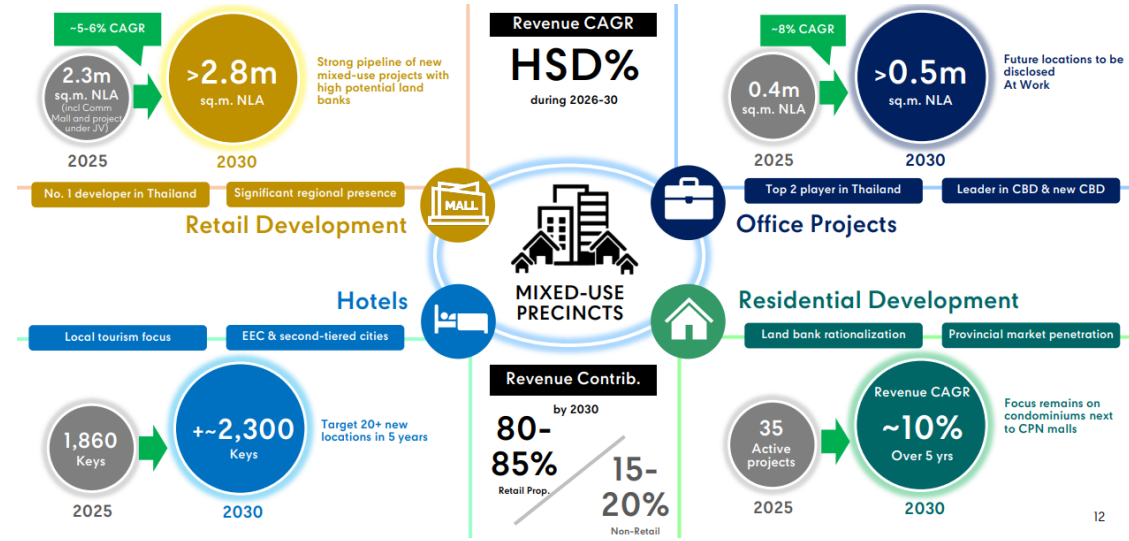 ~5-6% CAGR
2.3m
sq.m. NLA
(incl Comm
Mall and project
under JV)
2025
>2.8m
sq.m. NLA
2030
Strong pipeline of new
mixed-use projects with
high potential land
banks
No. 1 developer in Thailand
Significant regional presence
Retail Development
MALL
Revenue CAGR
HSD%
during 2026-30
~8% CAGR
0.4m
sq.m. NLA
2025
>0.5m
sq.m. NLA
2030
Future locations to be
disclosed
At Work
Top 2 player in Thailand
Leader in CBD & new CBD
Office Projects
MIXED-USE
PRECINCTS
Hotels
Local tourism focus
EEC & second-tiered cities
1,860
Keys
2025
+~2,300
Keys
2030
Target 20+ new
locations in 5 years
Revenue Contrib.
by 2030
80-
85%
Retail Prop.
15-
20%
Non-Retail
Residential Development
Land bank rationalization
Provincial market penetration
35
Active
projects
2025
Revenue CAGR
~10%
Over 5 yrs
2030
Focus remains on
condominiums next
to CPN malls
12